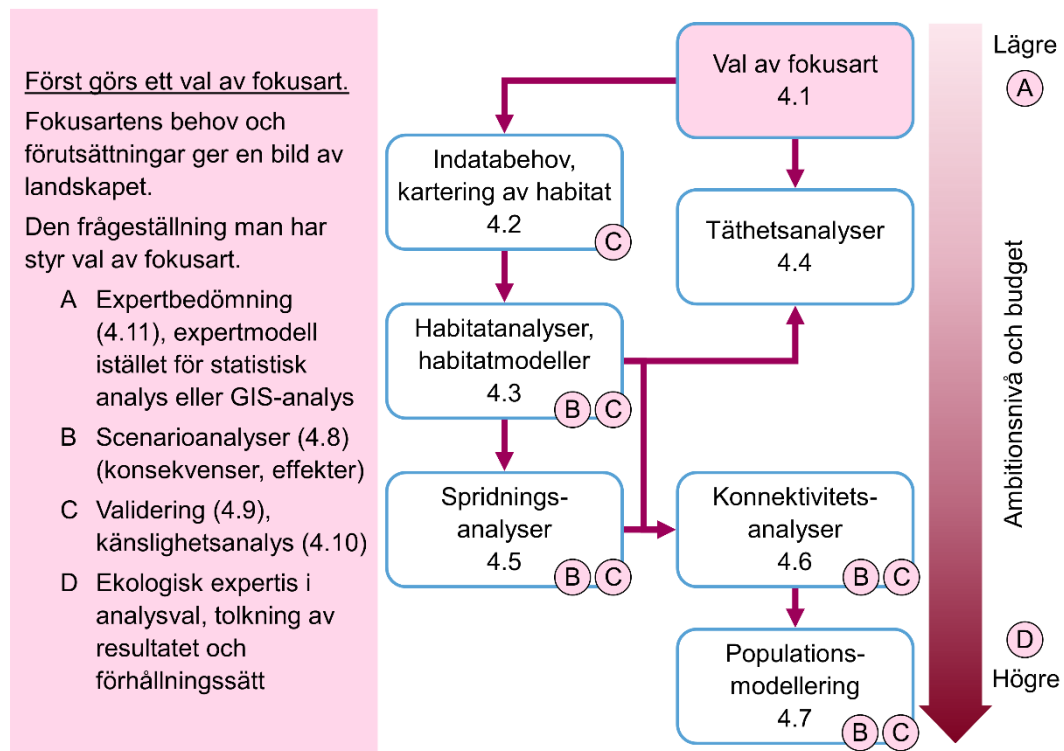 Först görs ett val av fokusart.
Fokusartens behov och
förutsättningar ger en bild av
landskapet.
Den frågeställning man har
styr val av fokusart.
A Expertbedömning
(4.11), expertmodell
istället för statistisk
analys eller GIS-analys
B Scenarioanalyser (4.8)
(konsekvenser, effekter)
C Validering (4.9),
känslighetsanalys (4.10)
D Ekologisk expertis i
analysval, tolkning av
resultatet och
förhållningssätt
Val av fokusart
4.1
Indatabehov,
kartering av habitat
4.2
C
Täthetsanalyser
4.4
Habitatanalyser,
habitatmodeller
4.3
B C
Spridnings-
analyser
4.5
B C
Konnektivitets-
analyser
4.6
B C
Populations-
modellering
4.7
B C
Lägre
A
Ambitionsnivå och budget
D
Högre